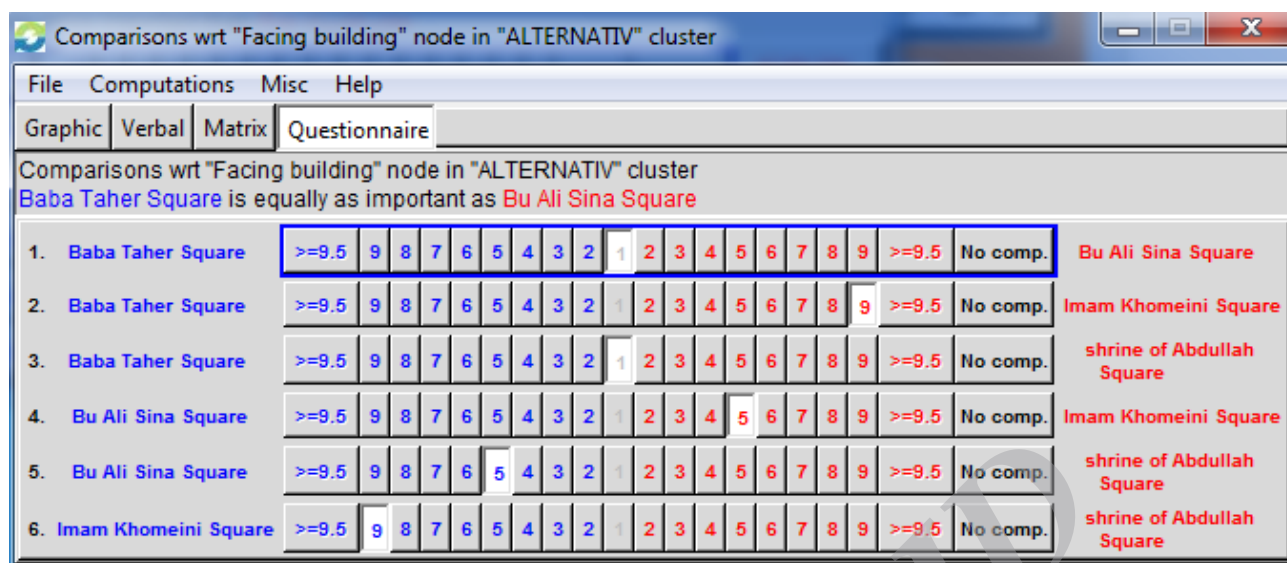 Comparisons wrt "Facing building" node in "ALTERNATIV" cluster
File Computations Misc Help
Graphic Verbal Matrix Questionnaire
Comparisons wrt "Facing building" node in "ALTERNATIV" cluster
Baba Taher Square is equally as important as Bu Ali Sina Square
1. Baba Taher Square >=9.5 9 8 7 6 5 4 3 2 1 2 3 4 5 6 7 8 9 >=9.5 No comp. Bu Ali Sina Square
2. Baba Taher Square >=9.5 9 8 7 6 5 4 3 2 1 2 3 4 5 6 7 8 9 >=9.5 No comp. Imam Khomeini Square
3. Baba Taher Square >=9.5 9 8 7 6 5 4 3 2 1 2 3 4 5 6 7 8 9 >=9.5 No comp. shrine of Abdullah
Square
4. Bu Ali Sina Square >=9.5 9 8 7 6 5 4 3 2 1 2 3 4 5 6 7 8 9 >=9.5 No comp. Imam Khomeini Square
5. Bu Ali Sina Square >=9.5 9 8 7 6 5 4 3 2 1 2 3 4 5 6 7 8 9 >=9.5 No comp. shrine of Abdullah
Square
6. Imam Khomeini Square >=9.5 9 8 7 6 5 4 3 2 1 2 3 4 5 6 7 8 9 >=9.5 No comp. shrine of Abdullah
Square